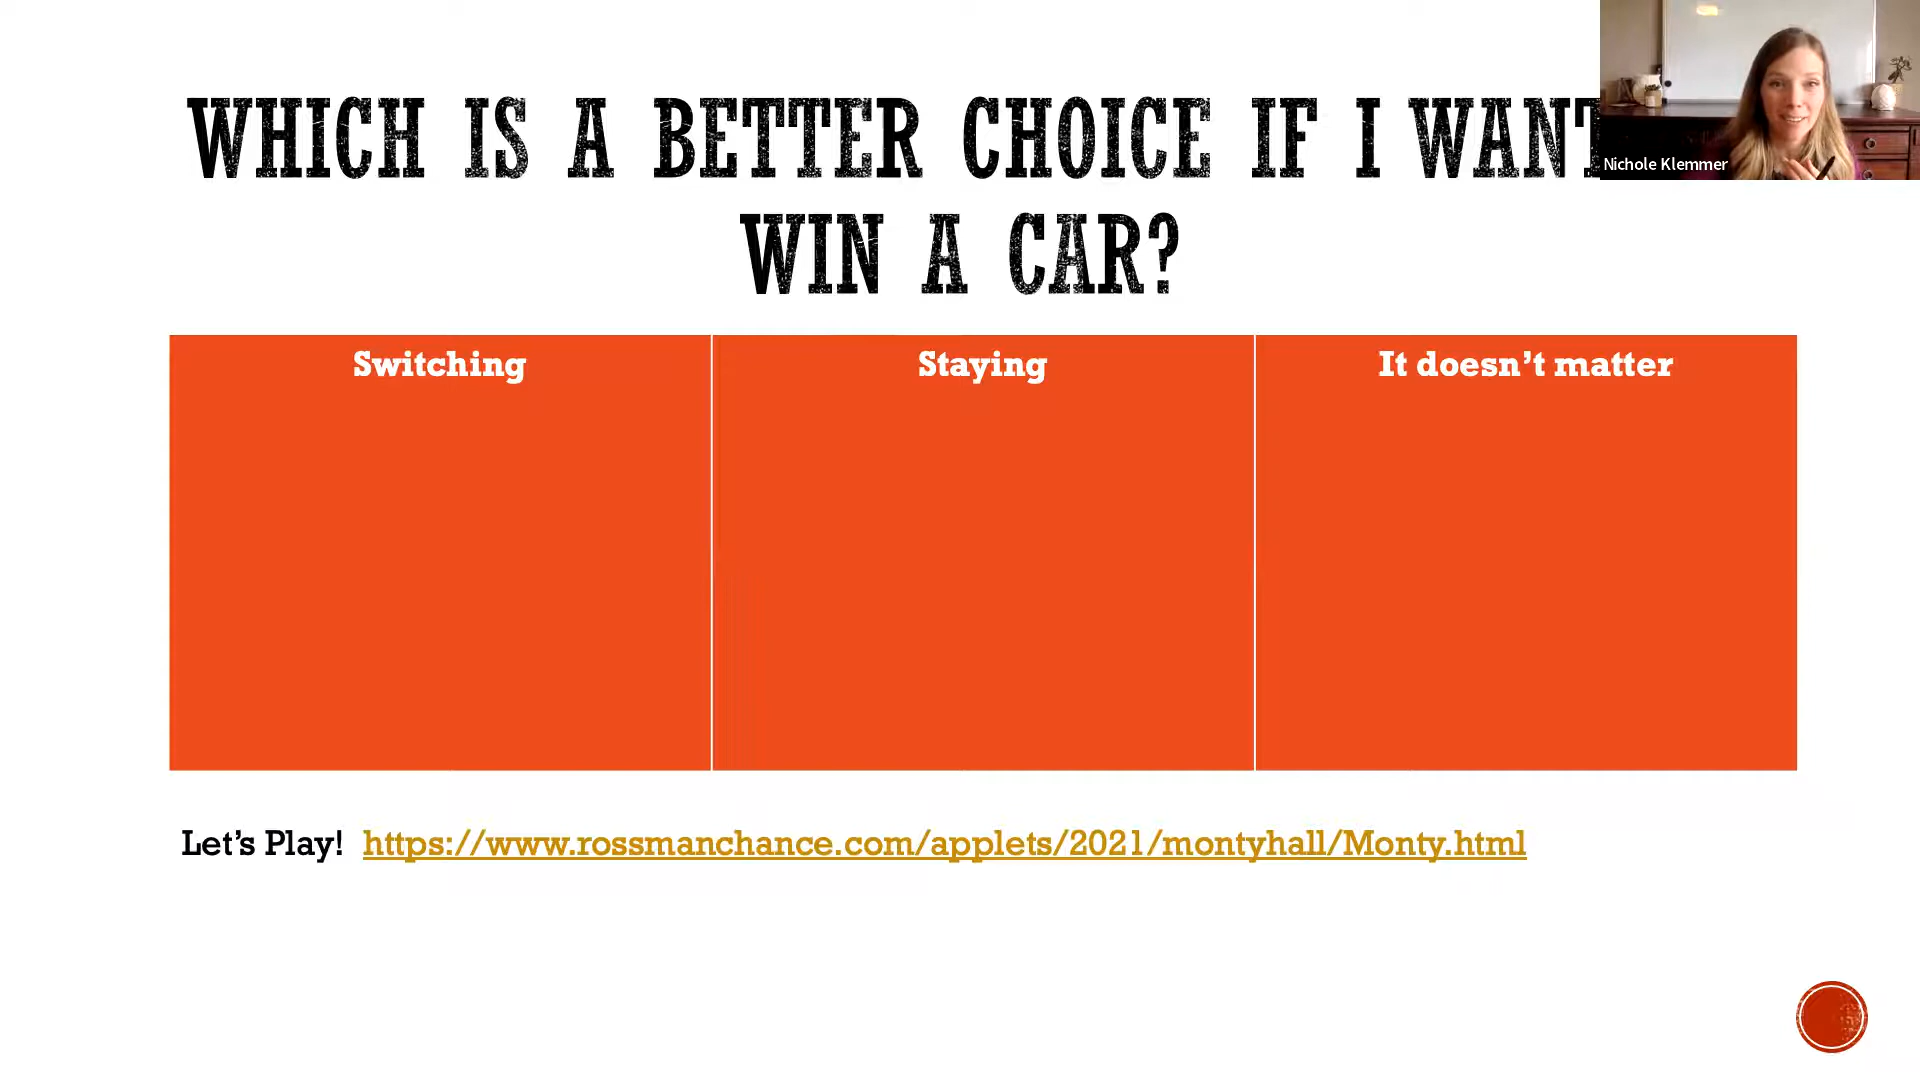 WHICH IS A BETTER CHOICE IF I WANT
WIN A CAR?
Nichole Klemmer
Switching
Staying
It doesn't matter
Let's Play! https://www.rossmanchance.com/applets/2021/montyhall/Monty.html